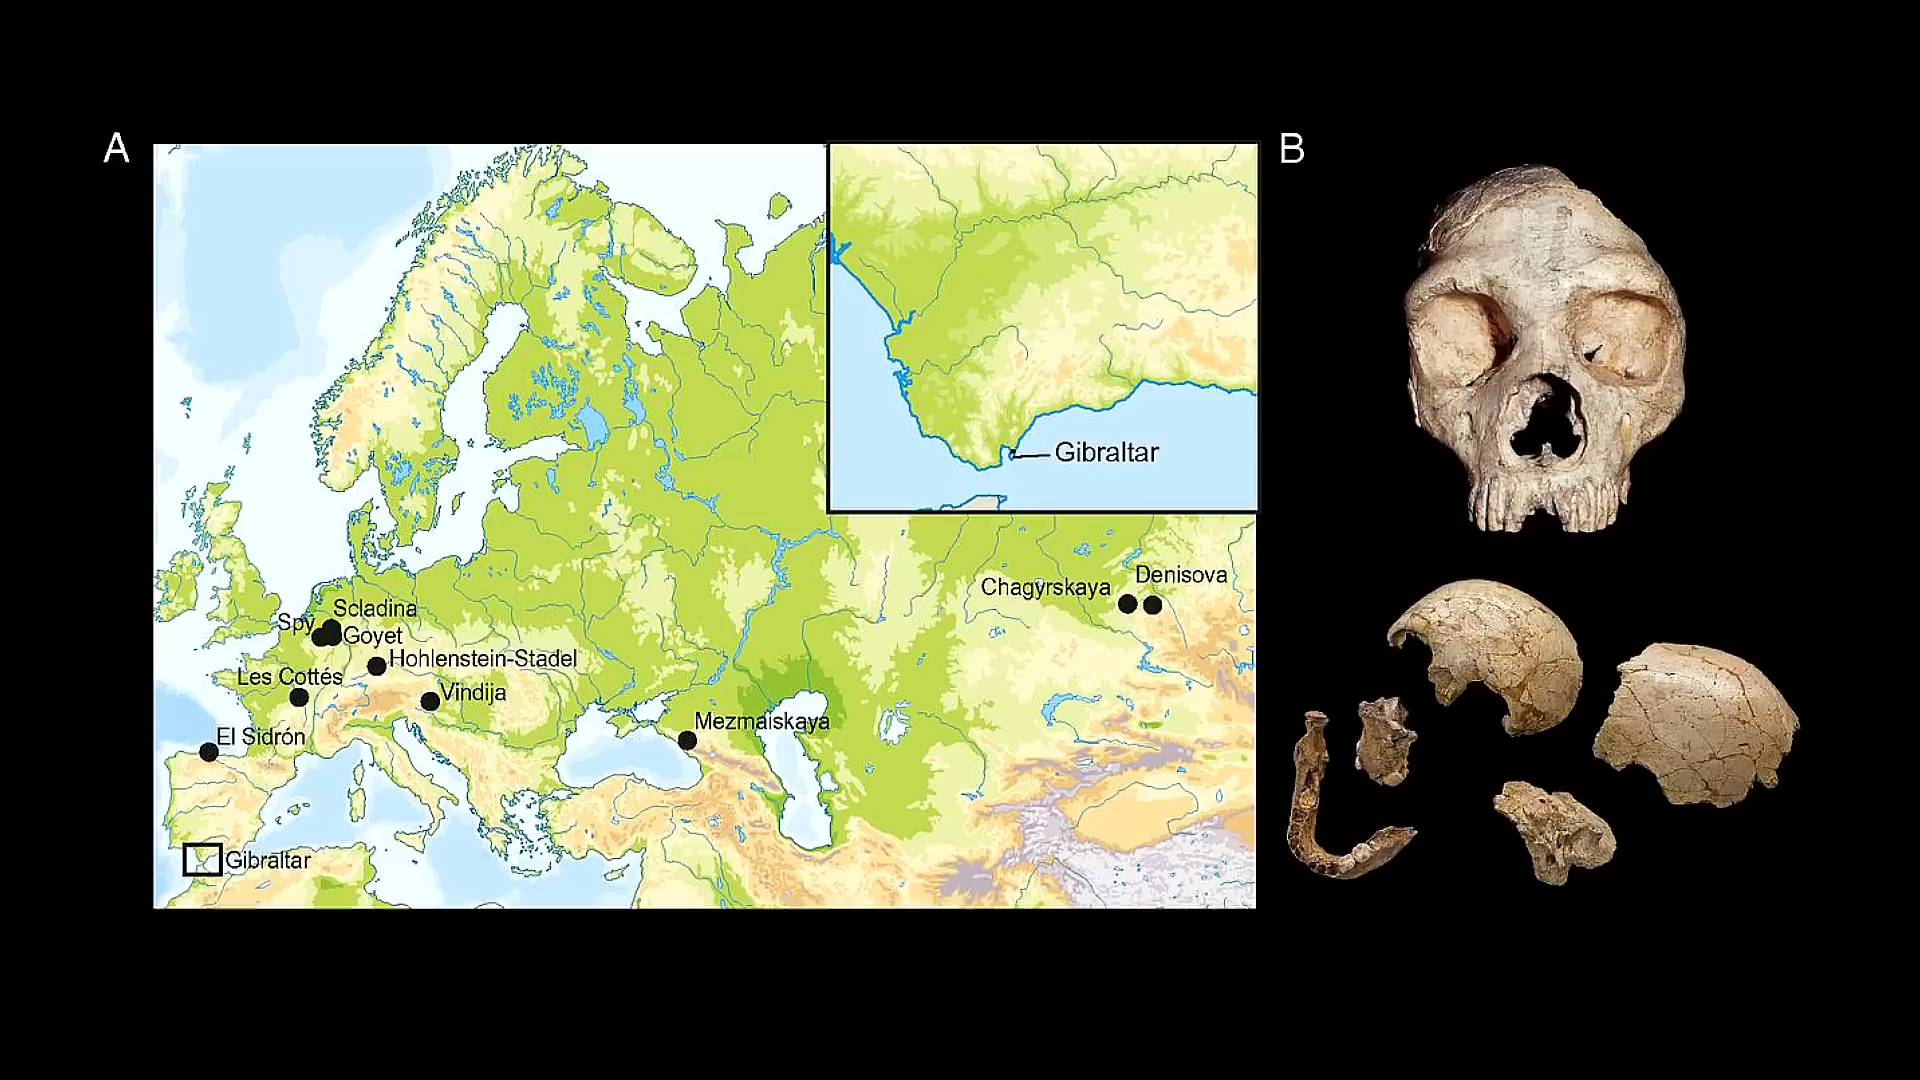 A
B
Gibraltar
Denisova
Chagyrskaya
Scladina
Spy
Goyet
Hohlenstein-Stadel
Les Cottés
Vindija
Mezmaiskaya
El Sidrón
Gibraltar